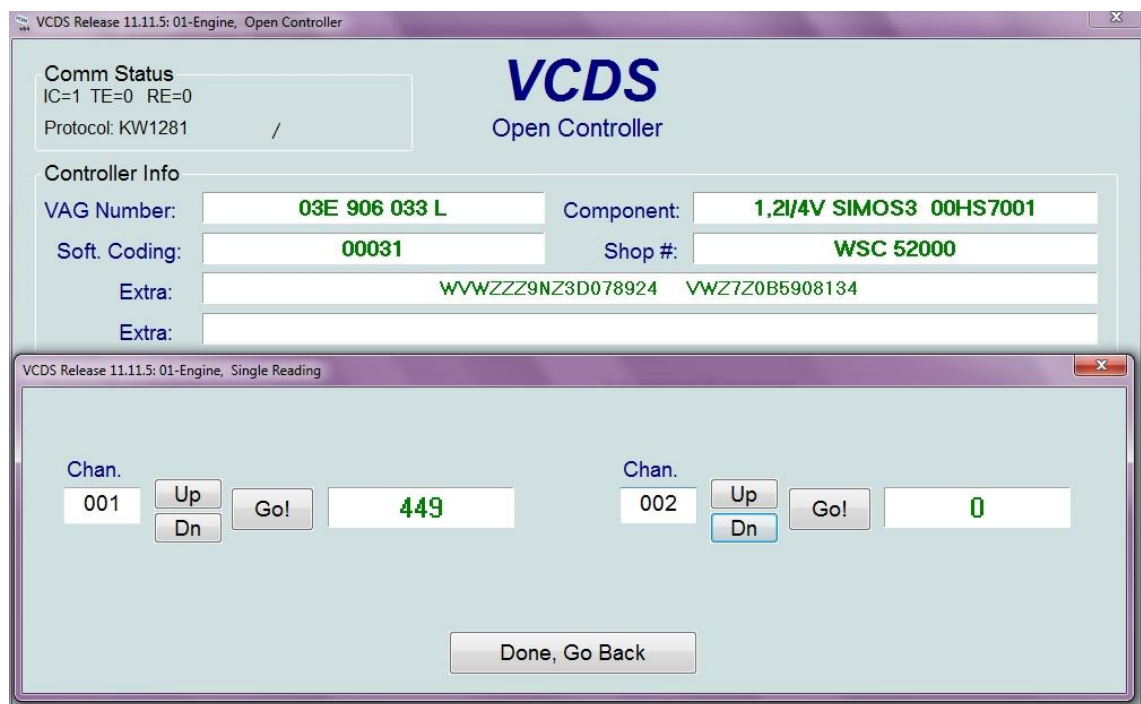 VCDS Release 11.11.5: 01-Engine, Open Controller
Comm Status
IC=1 TE=0 RE=0
Protocol: KW1281 /
VCDS
Open Controller
Controller Info
VAG Number: 03E 906 033 L Component: 1,2l/4V SIMOS3 00HS7001
Soft. Coding: 00031 Shop #: WSC 52000
Extra: WVWZZZ9NZ3D078924 VWZ7Z0B5908134
Extra:
VCDS Release 11.11.5: 01-Engine, Single Reading
Chan. Chan.
001 Up Dn Go! 449 002 Up Dn Go! 0
Done, Go Back